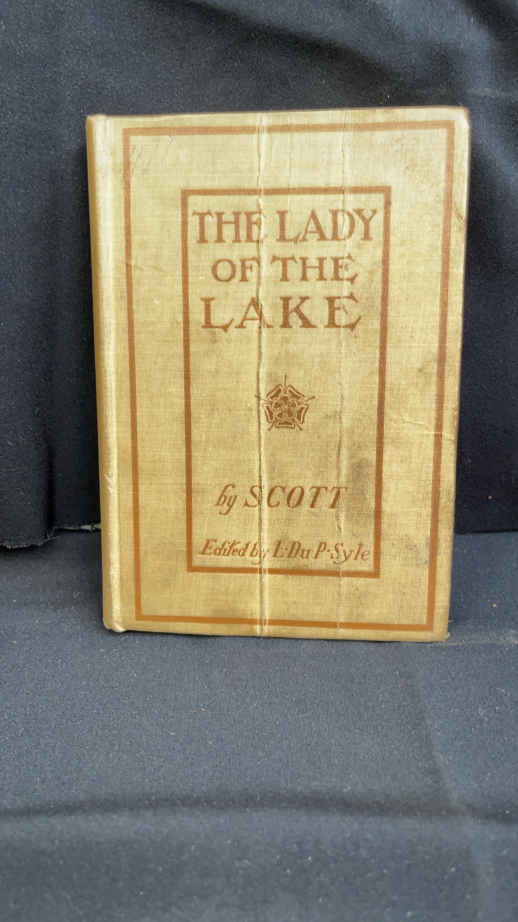 THE LADY
OF THE
LAKE
by SCOTT
Edited by L·Du P·Syle